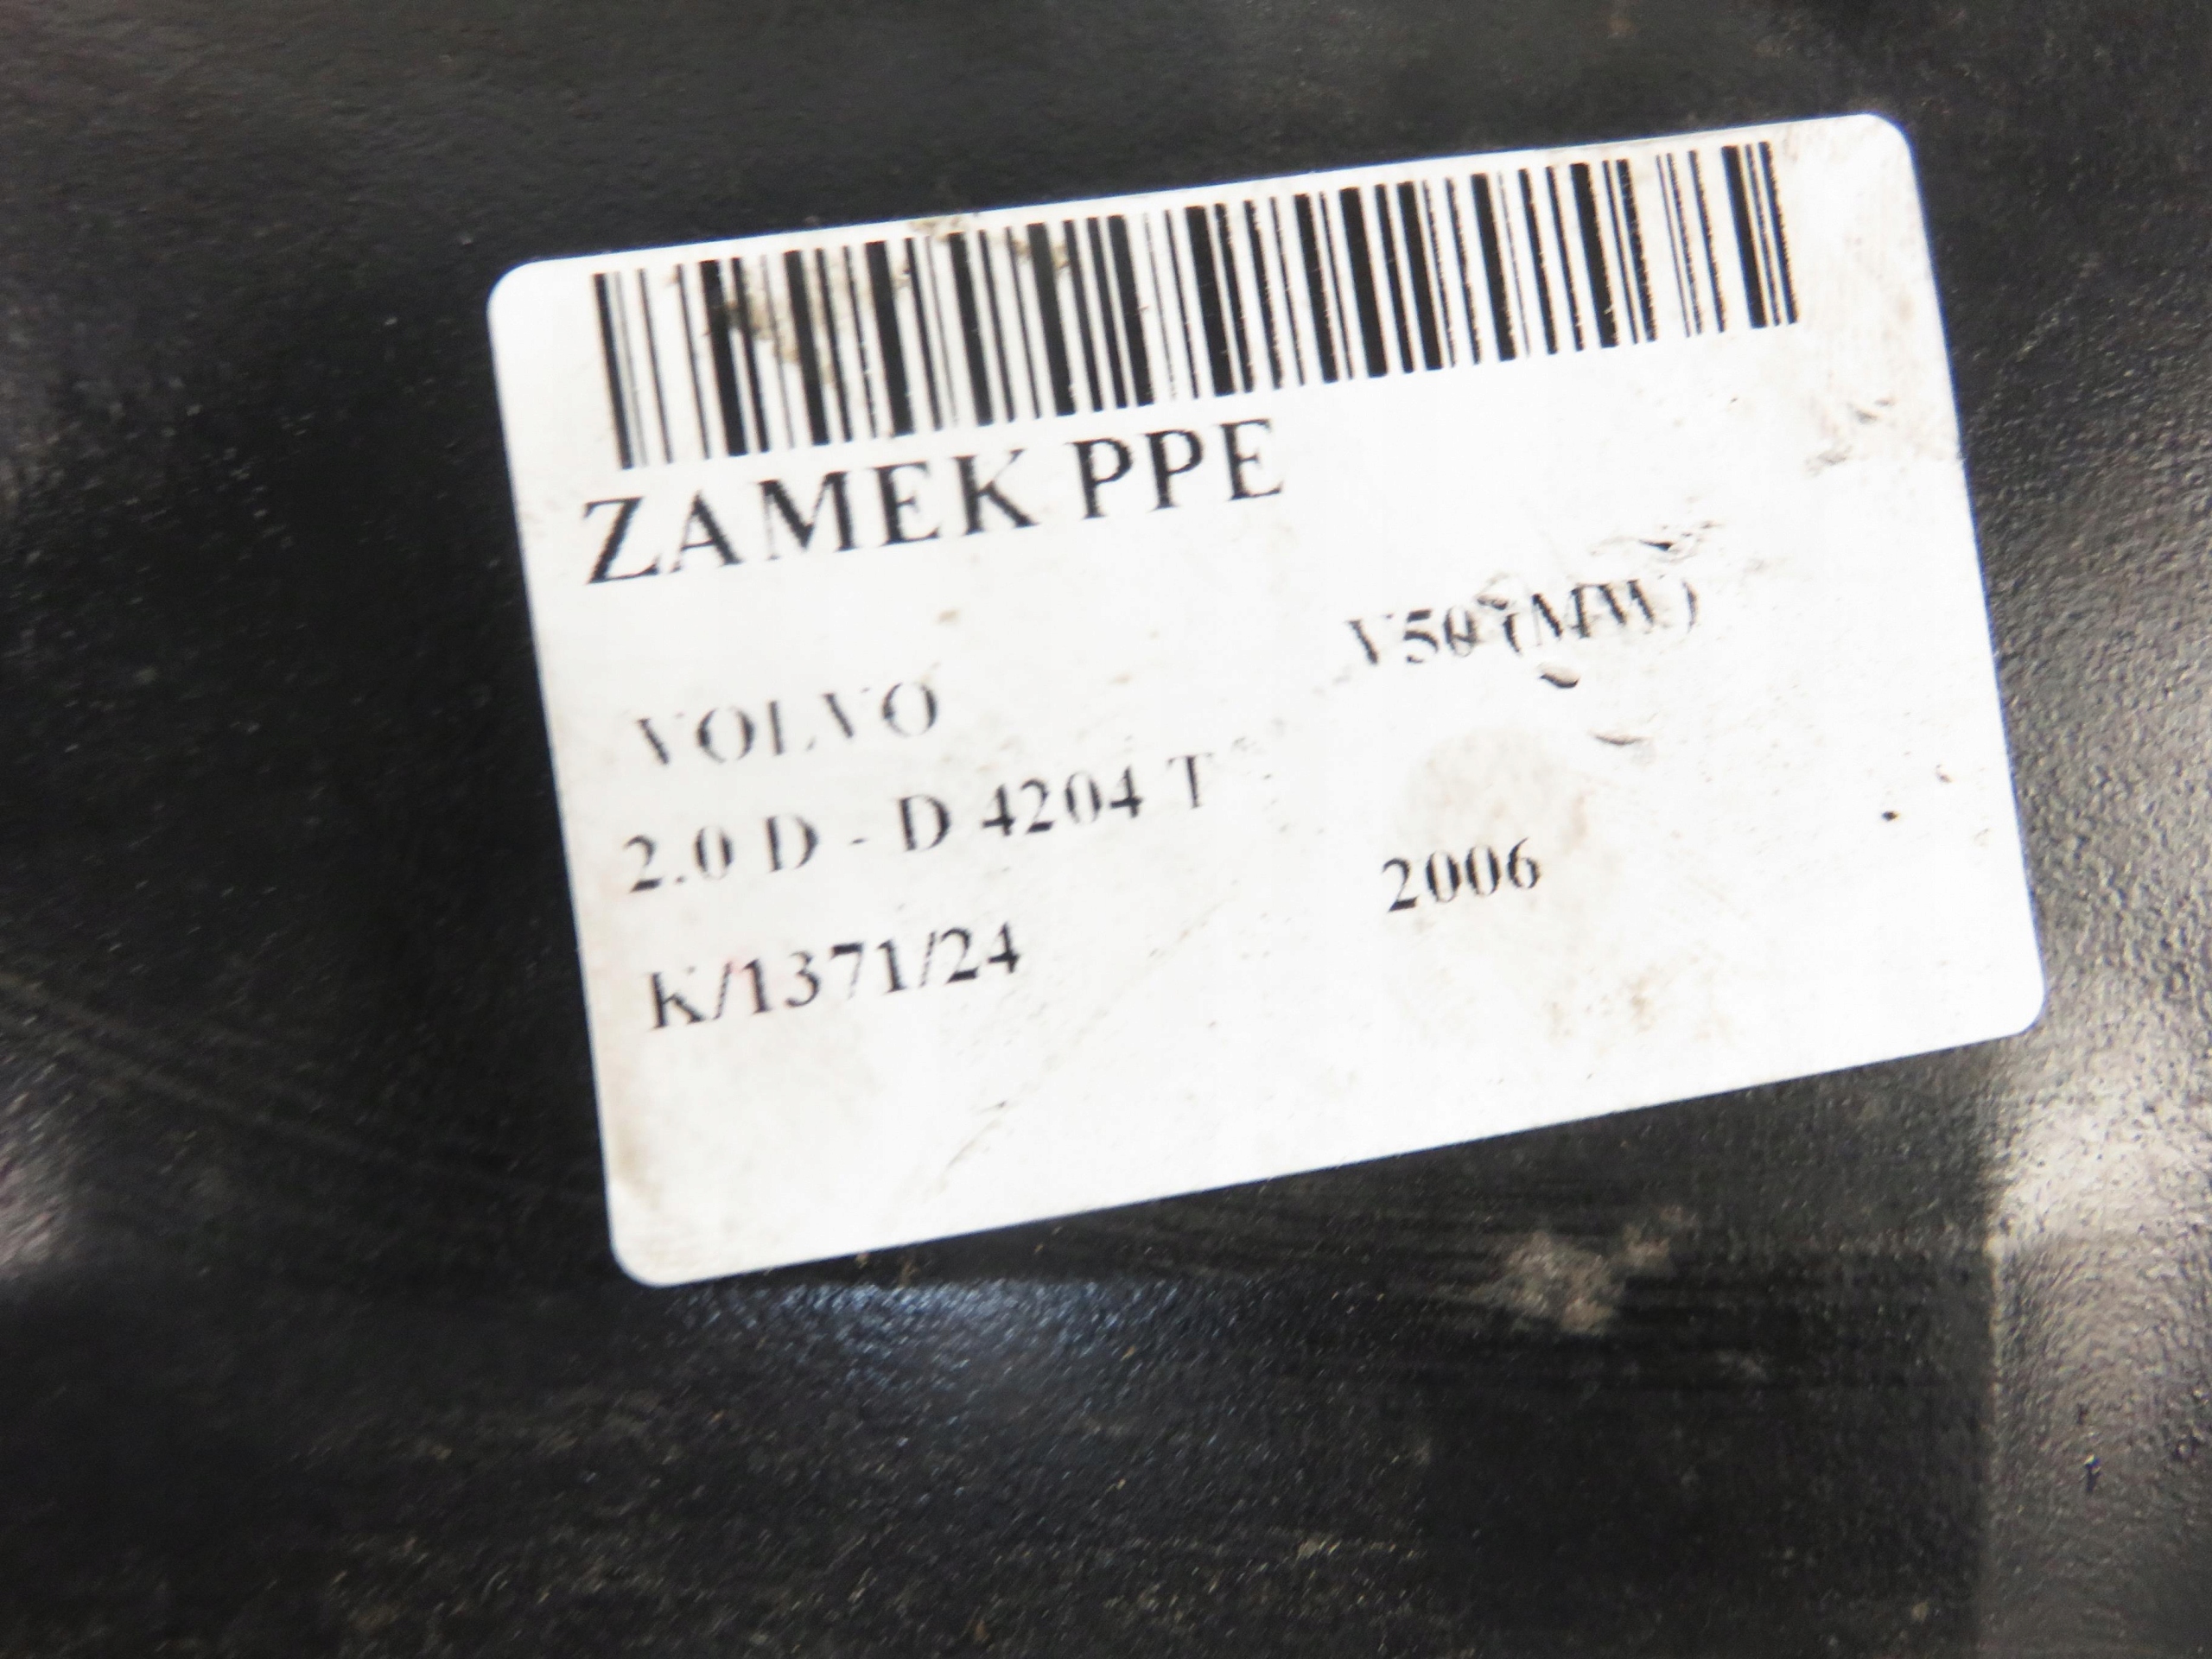 ZAMEK PPE
VOLVO V50 (MW)
2.0 D - D 4204 T
2006
K/1371/24